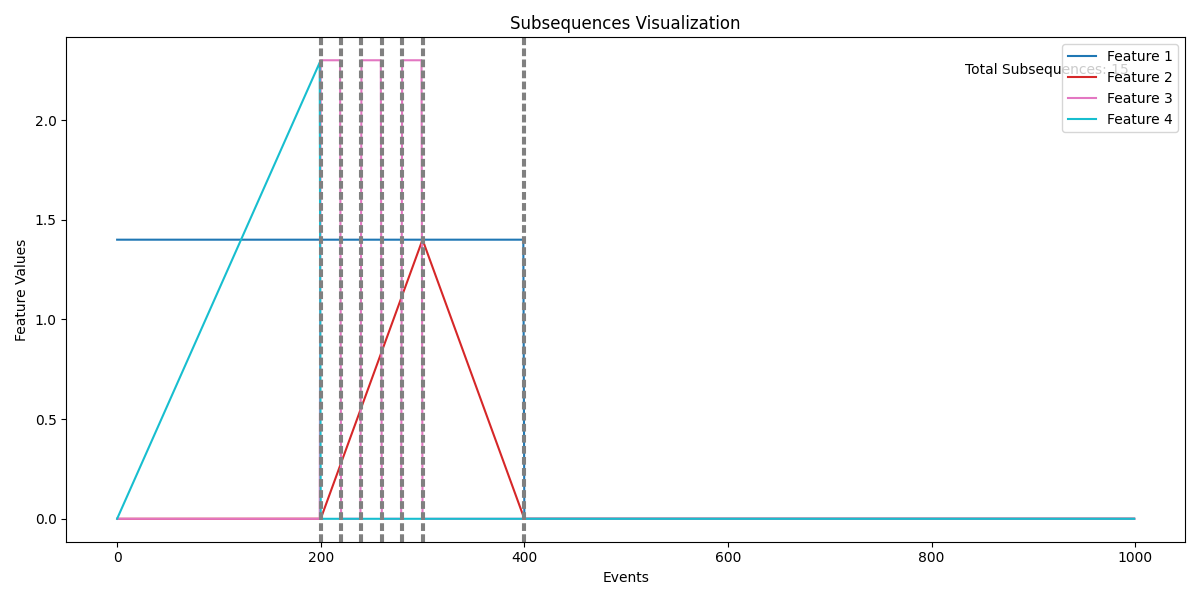 Subsequences Visualization
Total Subsequences: 15
Feature 1
Feature 2
Feature 3
Feature 4
Feature Values
2.0
1.5
1.0
0.5
0.0
0
200
400
600
800
1000
Events